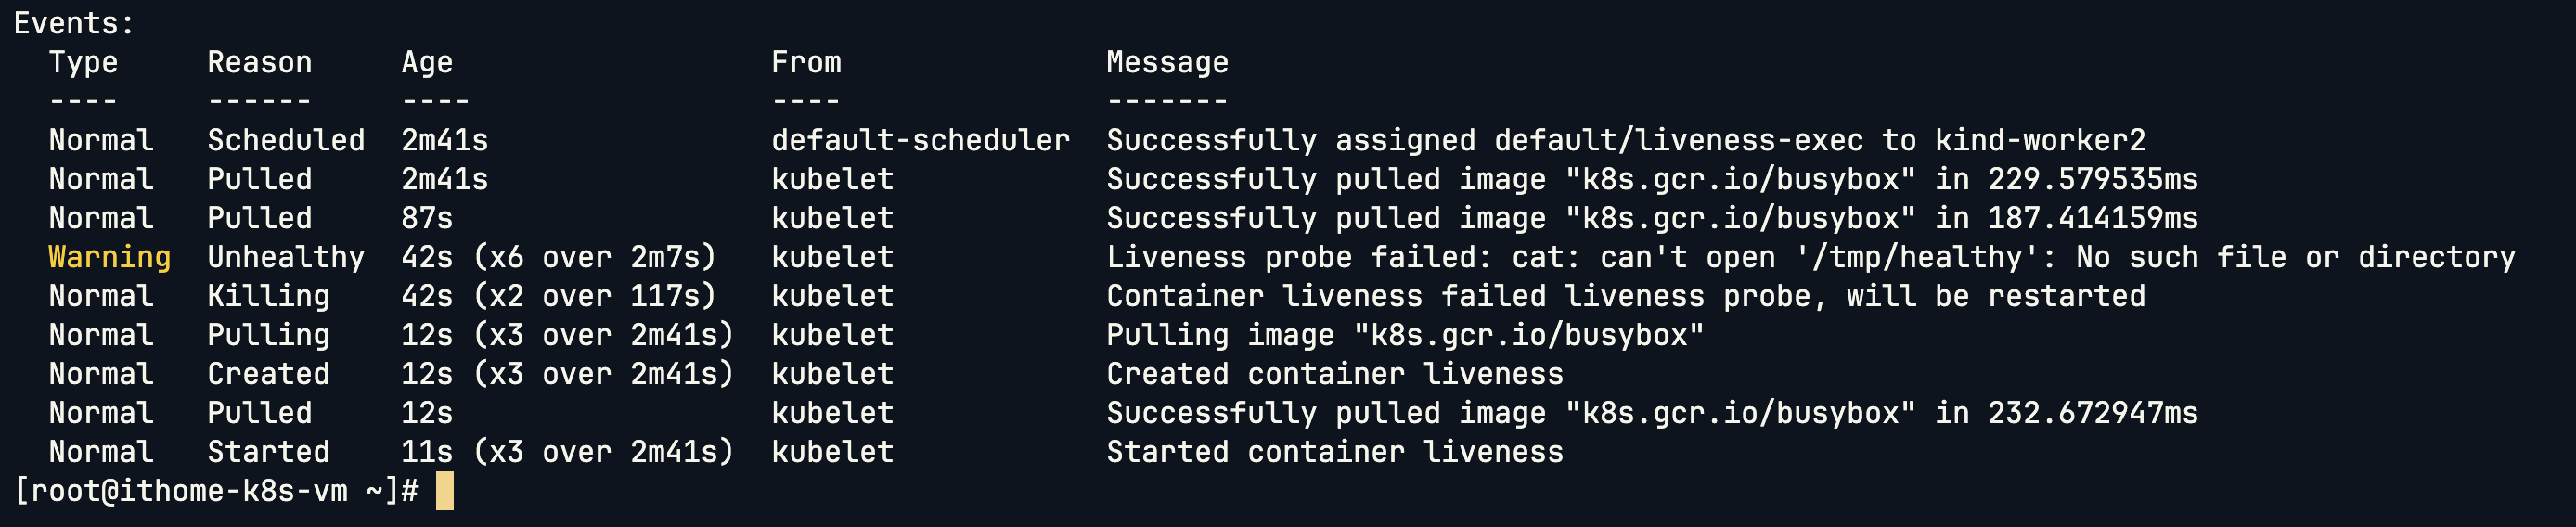 Events:
  Type     Reason     Age                  From               Message
  ----     ------     ----                 ----               -------
  Normal   Scheduled  2m41s                default-scheduler  Successfully assigned default/liveness-exec to kind-worker2
  Normal   Pulled     2m41s                kubelet            Successfully pulled image "k8s.gcr.io/busybox" in 229.579535ms
  Normal   Pulled     87s                  kubelet            Successfully pulled image "k8s.gcr.io/busybox" in 187.414159ms
  Warning  Unhealthy  42s (x6 over 2m7s)   kubelet            Liveness probe failed: cat: can't open '/tmp/healthy': No such file or directory
  Normal   Killing    42s (x2 over 117s)   kubelet            Container liveness failed liveness probe, will be restarted
  Normal   Pulling    12s (x3 over 2m41s)  kubelet            Pulling image "k8s.gcr.io/busybox"
  Normal   Created    12s (x3 over 2m41s)  kubelet            Created container liveness
  Normal   Pulled     12s                  kubelet            Successfully pulled image "k8s.gcr.io/busybox" in 232.672947ms
  Normal   Started    11s (x3 over 2m41s)  kubelet            Started container liveness
[root@ithome-k8s-vm ~]#